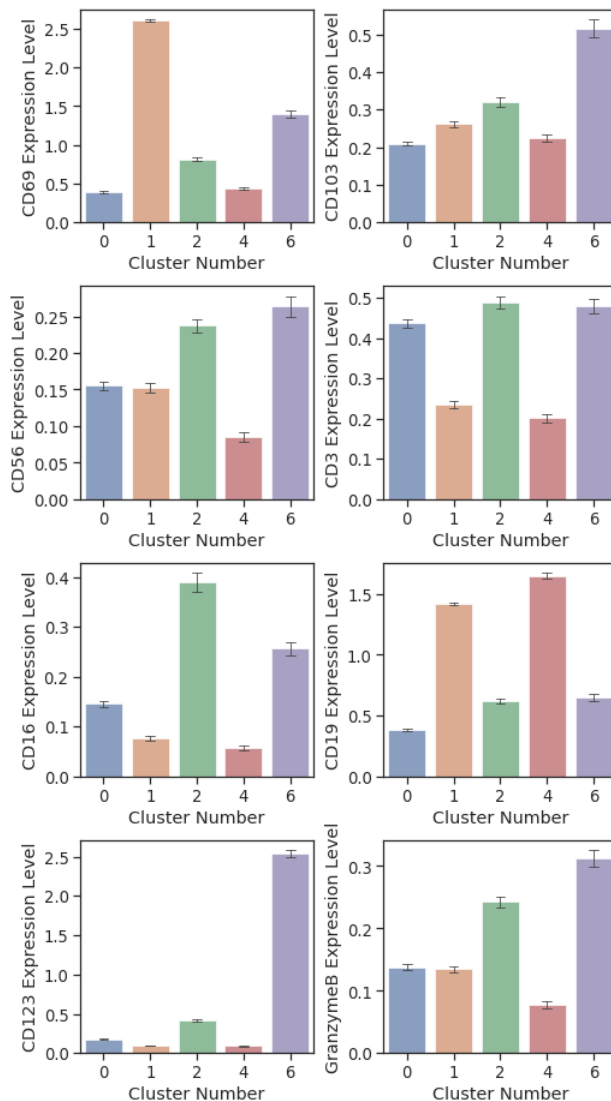 CD69 Expression Level
2.5
2.0
1.5
1.0
0.5
0.0
0 1 2 4 6
Cluster Number
CD103 Expression Level
0.5
0.4
0.3
0.2
0.1
0.0
0 1 2 4 6
Cluster Number
CD56 Expression Level
0.25
0.20
0.15
0.10
0.05
0.00
0 1 2 4 6
Cluster Number
CD3 Expression Level
0.5
0.4
0.3
0.2
0.1
0.0
0 1 2 4 6
Cluster Number
CD16 Expression Level
0.4
0.3
0.2
0.1
0.0
0 1 2 4 6
Cluster Number
CD19 Expression Level
1.5
1.0
0.5
0.0
0 1 2 4 6
Cluster Number
CD123 Expression Level
2.5
2.0
1.5
1.0
0.5
0.0
0 1 2 4 6
Cluster Number
GranzymeB Expression Level
0.3
0.2
0.1
0.0
0 1 2 4 6
Cluster Number